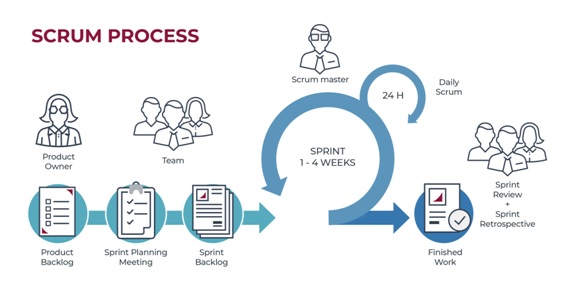 SCRUM PROCESS
Scrum master
24 H
Daily
Scrum
Product
Owner
Team
SPRINT
1 - 4 WEEKS
Sprint
Review
+
Sprint
Retrospective
Product
Backlog
Sprint Planning
Meeting
Sprint
Backlog
Finished
Work